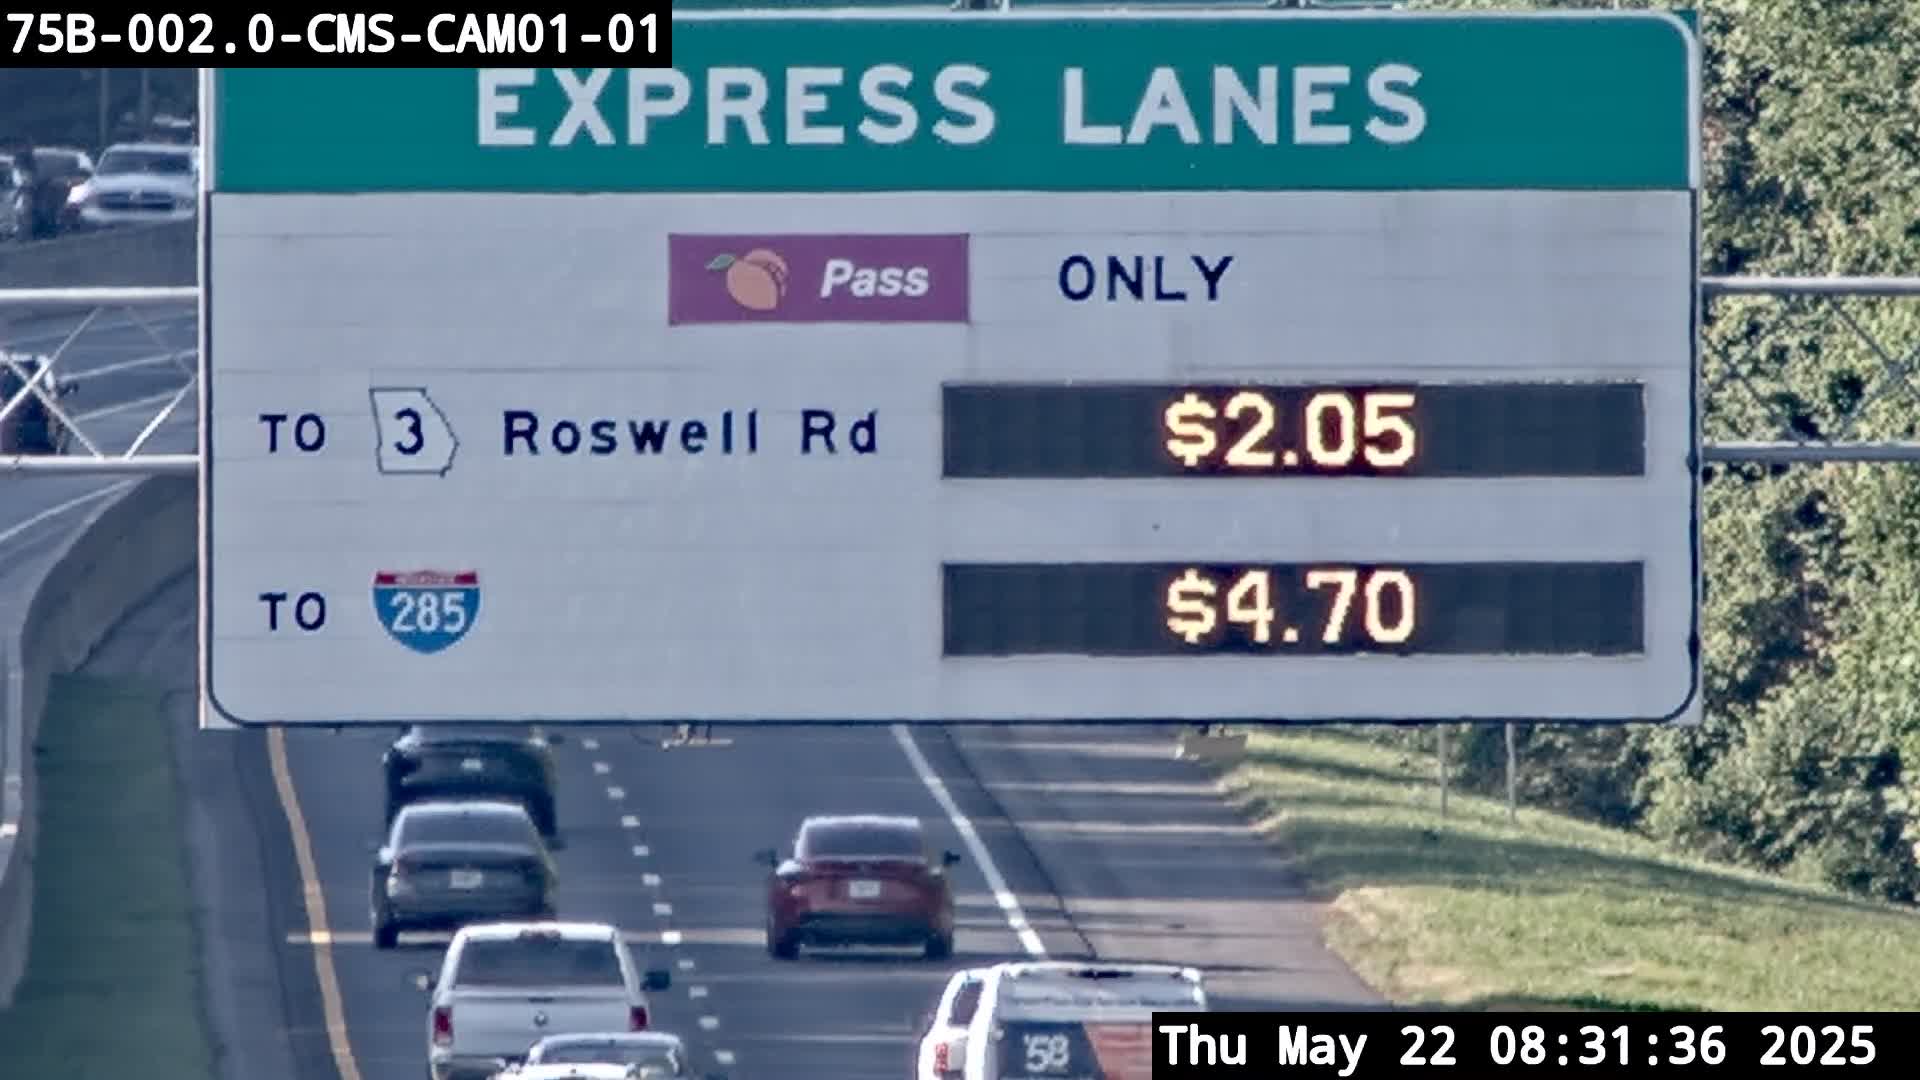 75B-002.0-CMS-CAM01-01
EXPRESS LANES
Pass ONLY
TO 3 Roswell Rd $2.05
TO 285 $4.70
'58
Thu May 22 08:31:36 2025